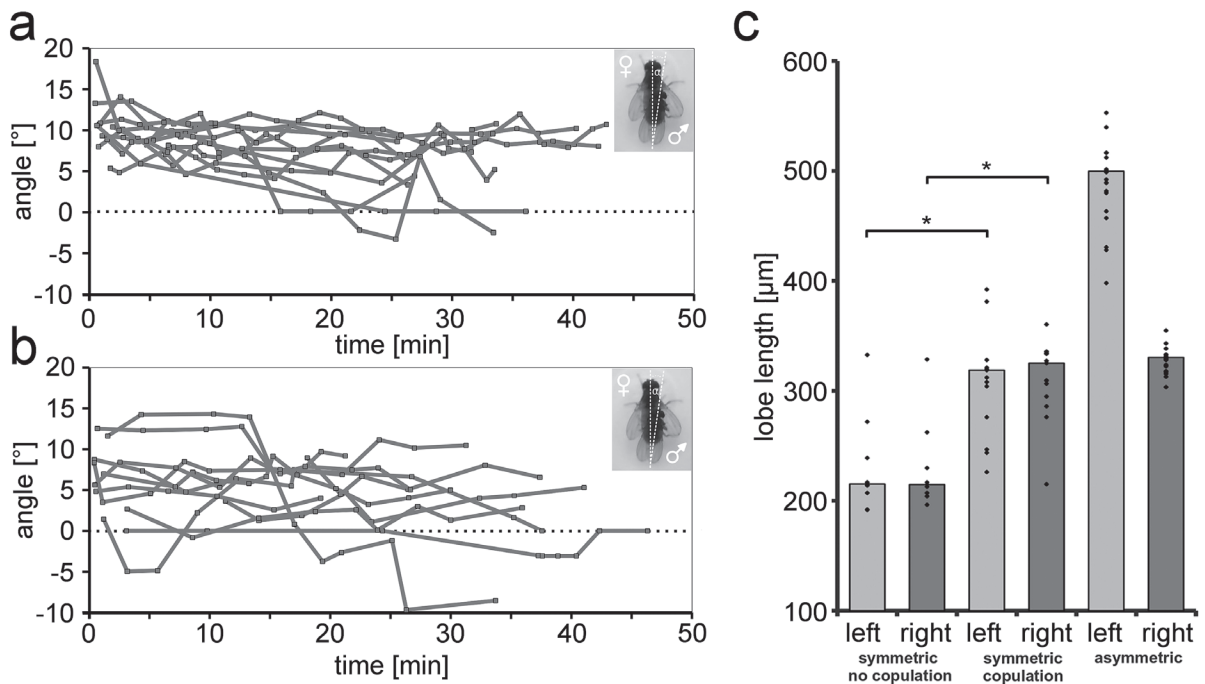 a
20
15
10
5
0
-5
-10
angle [°]
♀
α
♂
0 10 20 30 40 50
time [min]
b
20
15
10
5
0
-5
-10
angle [°]
♀
α
♂
0 10 20 30 40 50
time [min]
c
600
500
400
300
200
100
lobe length [µm]
*
*
left right left right left right
symmetric no copulation
symmetric copulation
asymmetric